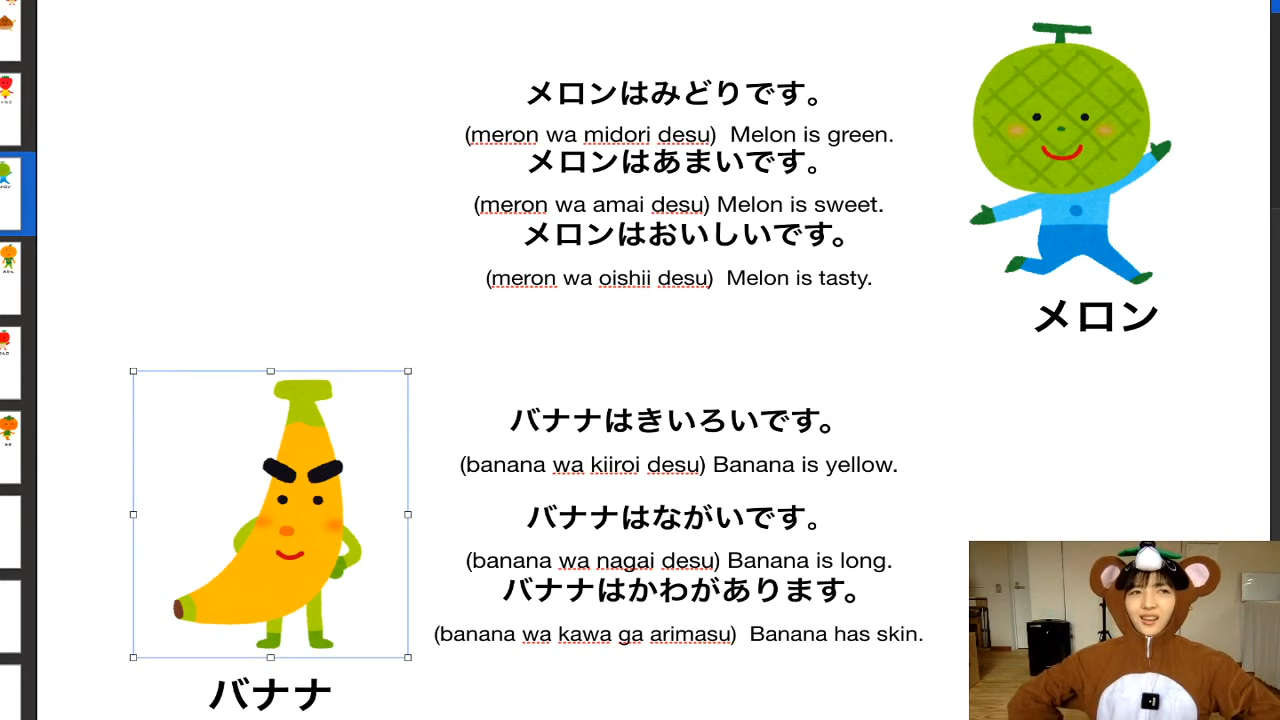 メロンはみどりです。
(meron wa midori desu)  Melon is green.
メロンはあまいです。
(meron wa amai desu) Melon is sweet.
メロンはおいしいです。
(meron wa oishii desu)  Melon is tasty.
メロン
バナナはきいろいです。
(banana wa kiiroi desu) Banana is yellow.
バナナはながいです。
(banana wa nagai desu) Banana is long.
バナナはかわがあります。
(banana wa kawa ga arimasu)  Banana has skin.
バナナ